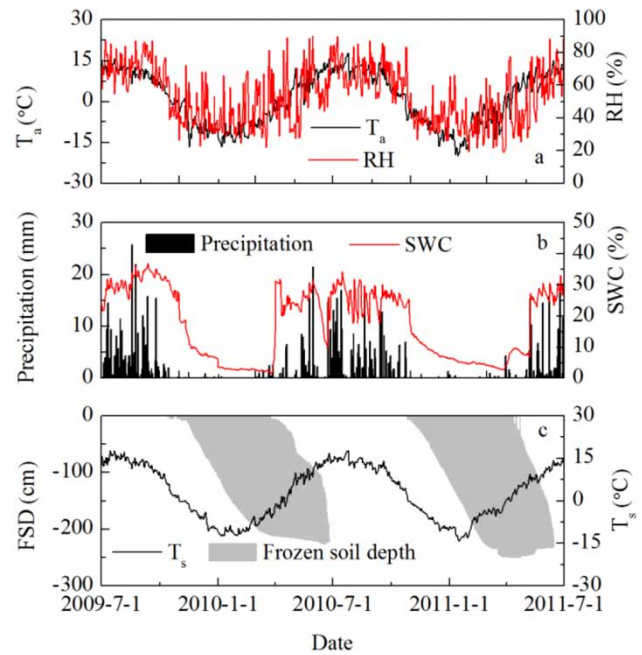 30
15
0
-15
-30
Tₐ (°C)
100
80
60
40
20
0
RH (%)
Tₐ
RH
a
30
20
10
0
Precipitation (mm)
50
40
30
20
10
0
SWC (%)
Precipitation
SWC
b
0
-100
-200
-300
FSD (cm)
30
15
0
-15
-30
Tₛ (°C)
c
Tₛ
Frozen soil depth
2009-7-1
2010-1-1
2010-7-1
2011-1-1
2011-7-1
Date